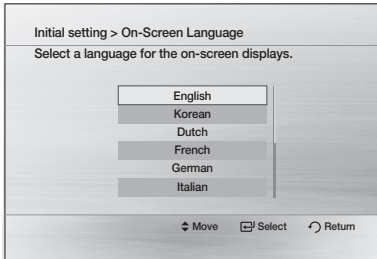 Initial setting > On-Screen Language
Select a language for the on-screen displays.
English
Korean
Dutch
French
German
Italian
Move Select Return